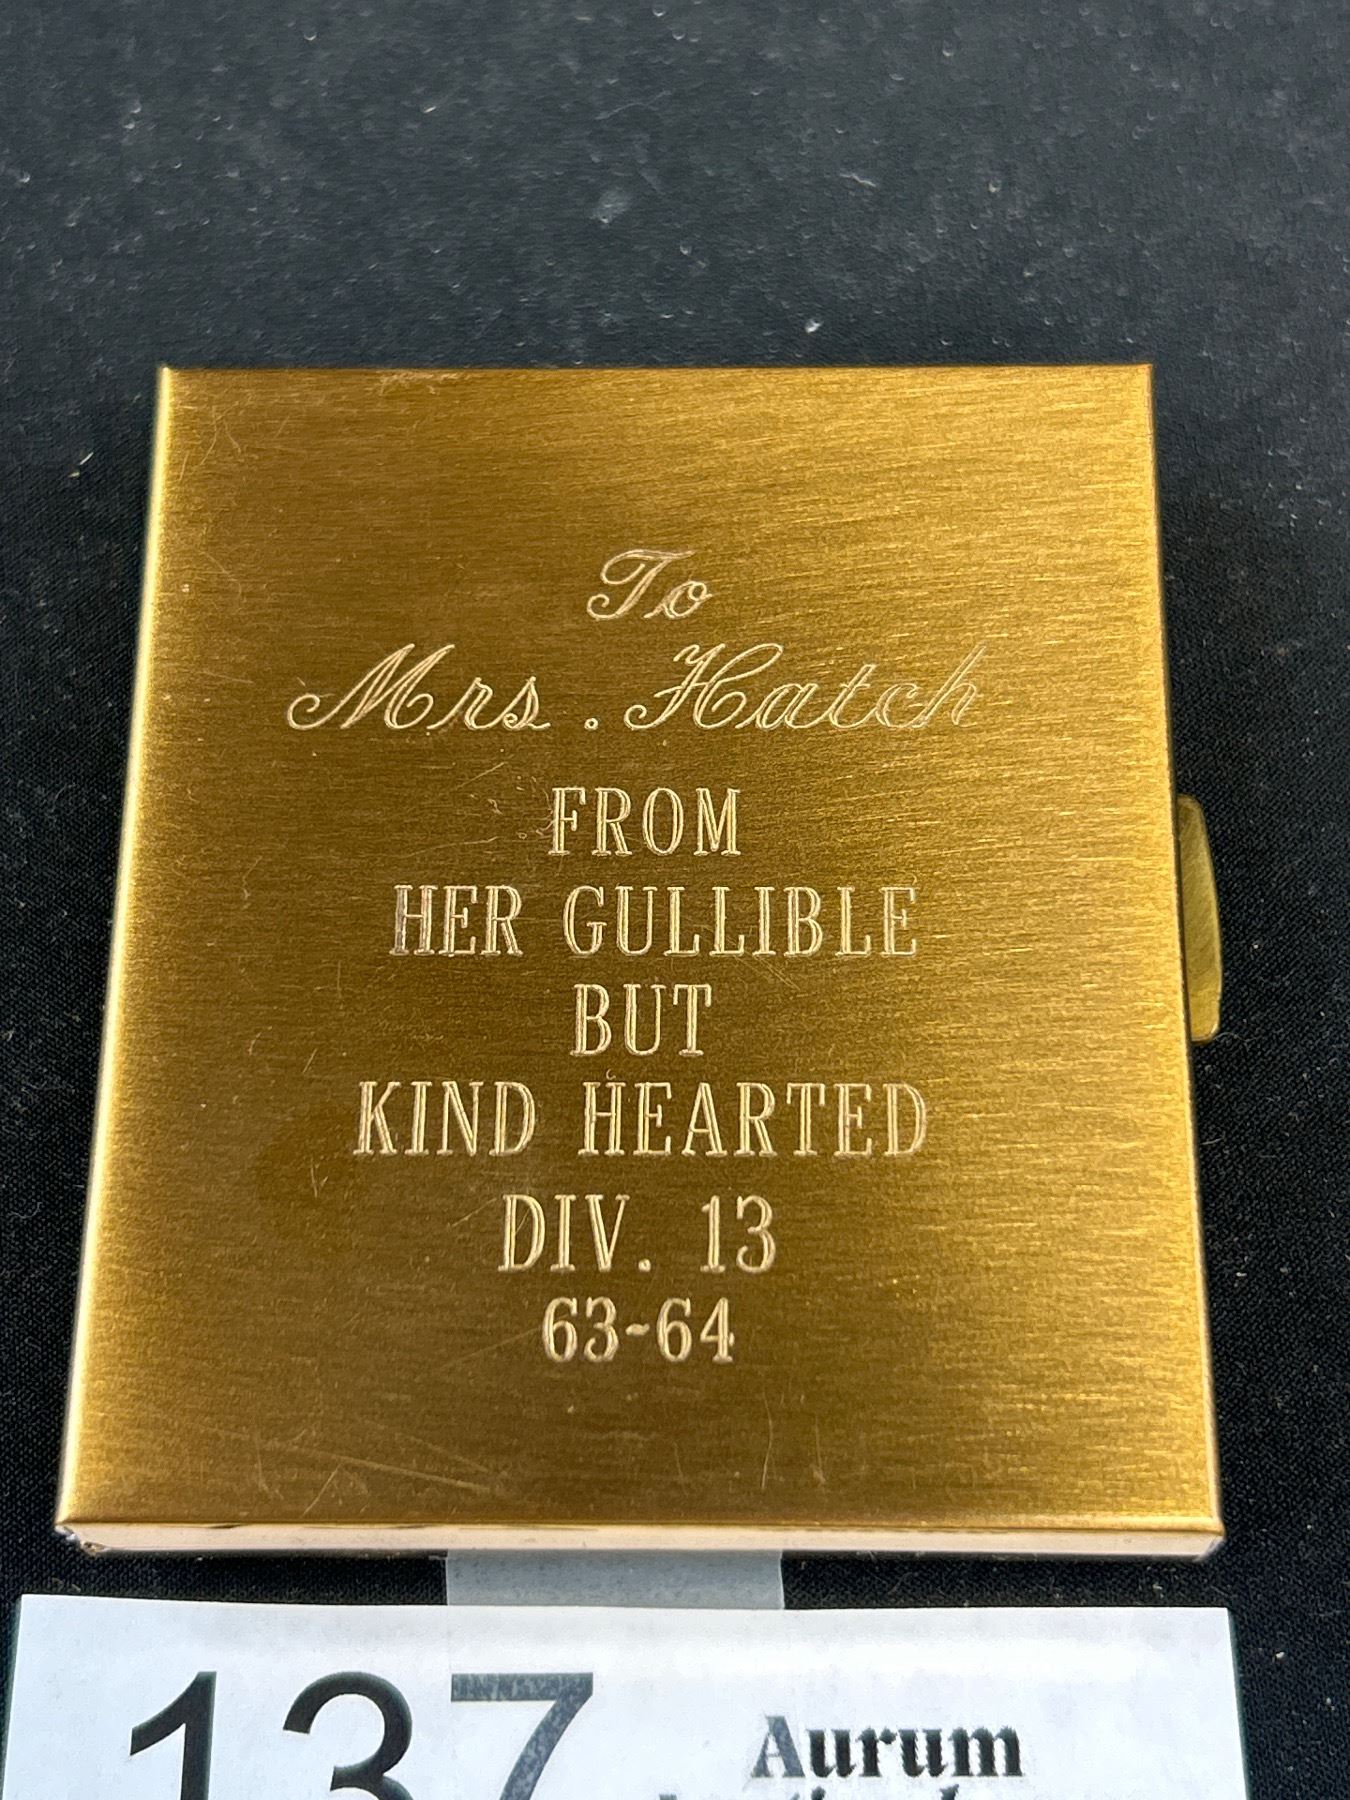 To
Mrs. Hatch
FROM
HER GULLIBLE
BUT
KIND HEARTED
DIV. 13
63-64
137
Aurum